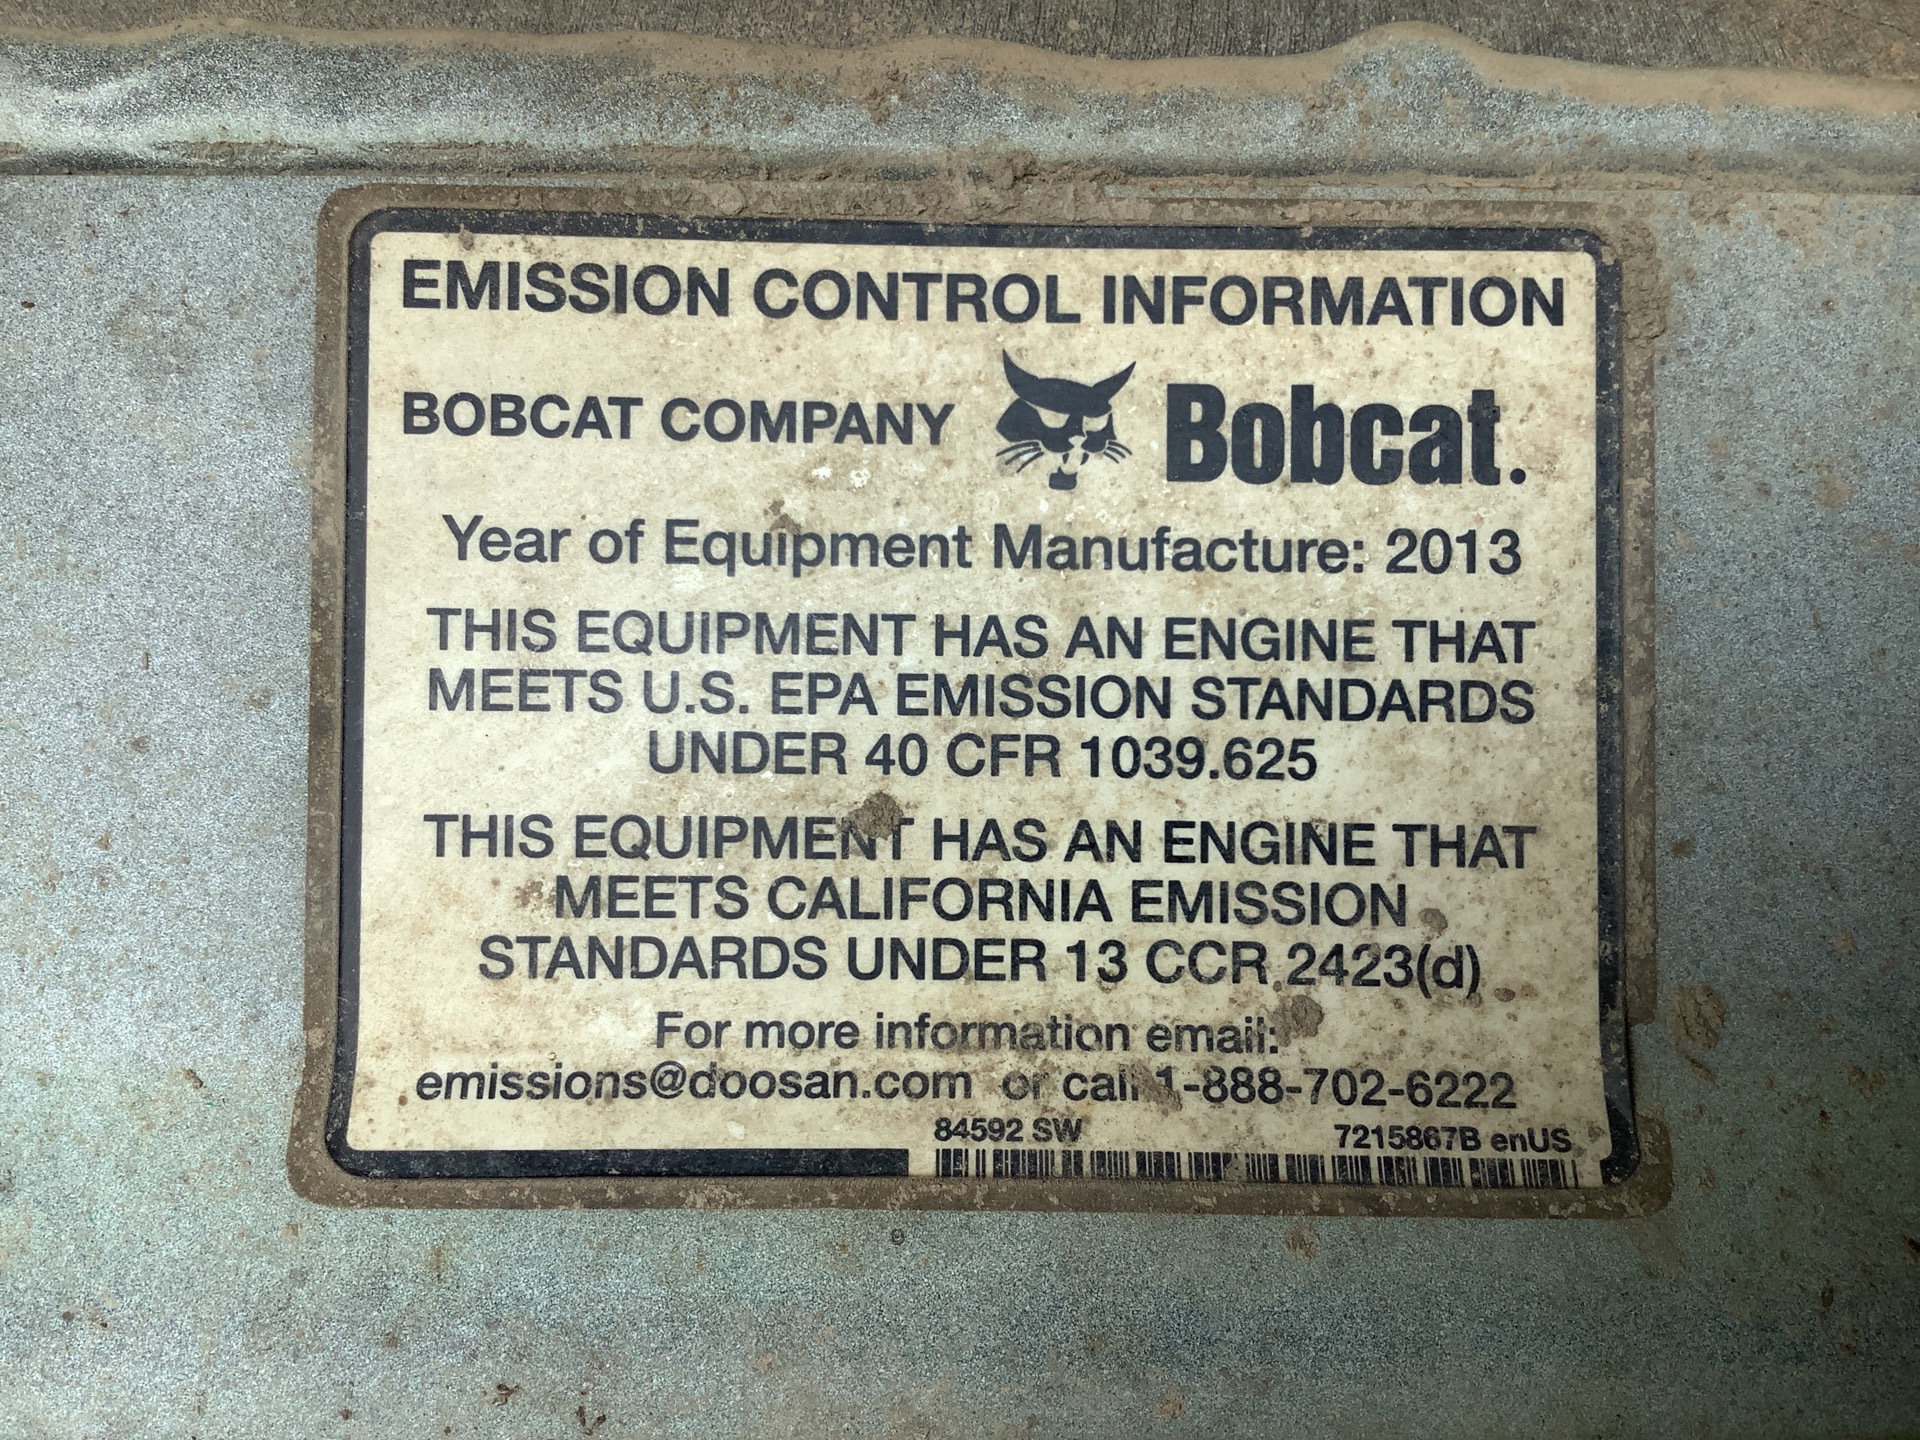 EMISSION CONTROL INFORMATION
BOBCAT COMPANY Bobcat.
Year of Equipment Manufacture: 2013
THIS EQUIPMENT HAS AN ENGINE THAT
MEETS U.S. EPA EMISSION STANDARDS
UNDER 40 CFR 1039.625
THIS EQUIPMENT HAS AN ENGINE THAT
MEETS CALIFORNIA EMISSION
STANDARDS UNDER 13 CCR 2423(d)
For more information email:
emissions@doosan.com or call 1-888-702-6222
84592 SW 7215867B enUS